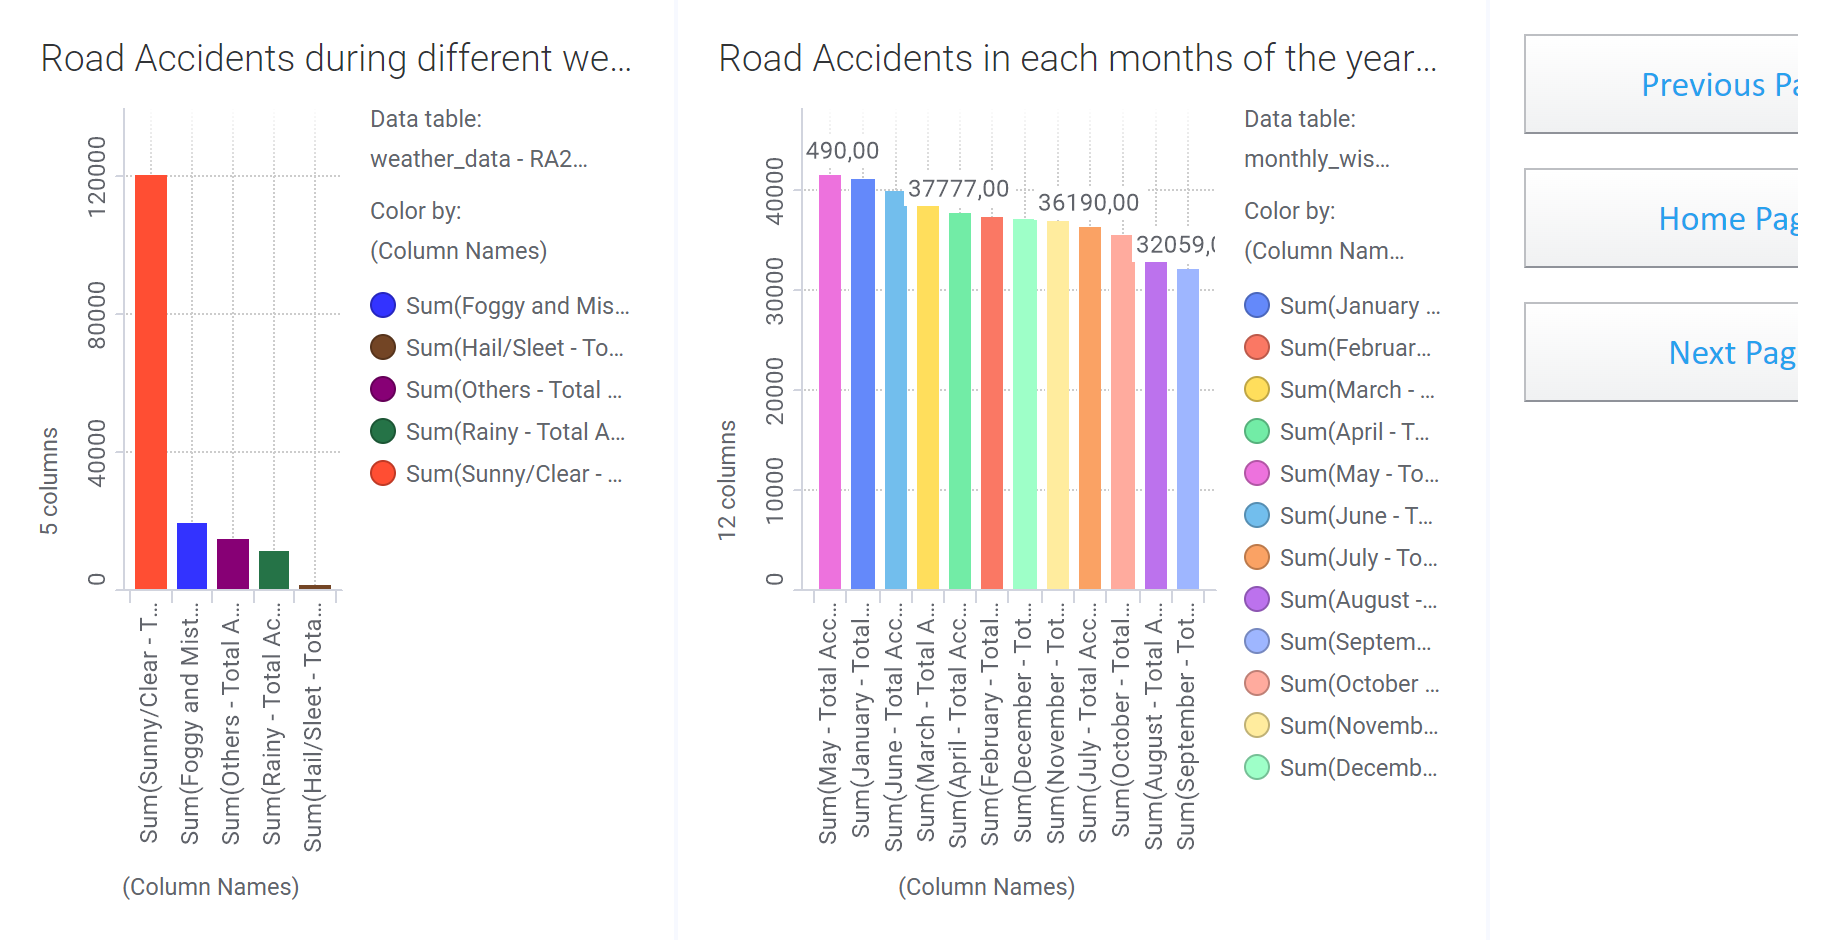 Road Accidents during different we...
120000
80000
40000
0
5 columns
Sum(Sunny/Clear - T...
Sum(Foggy and Mist...
Sum(Others - Total A...
Sum(Rainy - Total Ac...
Sum(Hail/Sleet - Tota...
(Column Names)
Data table:
weather_data - RA2...
Color by:
(Column Names)
Sum(Foggy and Mis...
Sum(Hail/Sleet - To...
Sum(Others - Total ...
Sum(Rainy - Total A...
Sum(Sunny/Clear - ...
Road Accidents in each months of the year...
40000
30000
20000
10000
0
12 columns
490,00
37777,00
36190,00
32059,0
Sum(May - Total Acc...
Sum(January - Total...
Sum(June - Total Acc...
Sum(March - Total A...
Sum(April - Total Acc...
Sum(February - Total...
Sum(December - Tot...
Sum(November - Tot...
Sum(July - Total Acc...
Sum(October - Total...
Sum(August - Total A...
Sum(September - Tot...
(Column Names)
Data table:
monthly_wis...
Color by:
(Column Nam...
Sum(January ...
Sum(Februar...
Sum(March - ...
Sum(April - T...
Sum(May - To...
Sum(June - T...
Sum(July - To...
Sum(August -...
Sum(Septem...
Sum(October ...
Sum(Novemb...
Sum(Decemb...
Previous Pa
Home Pag
Next Pag